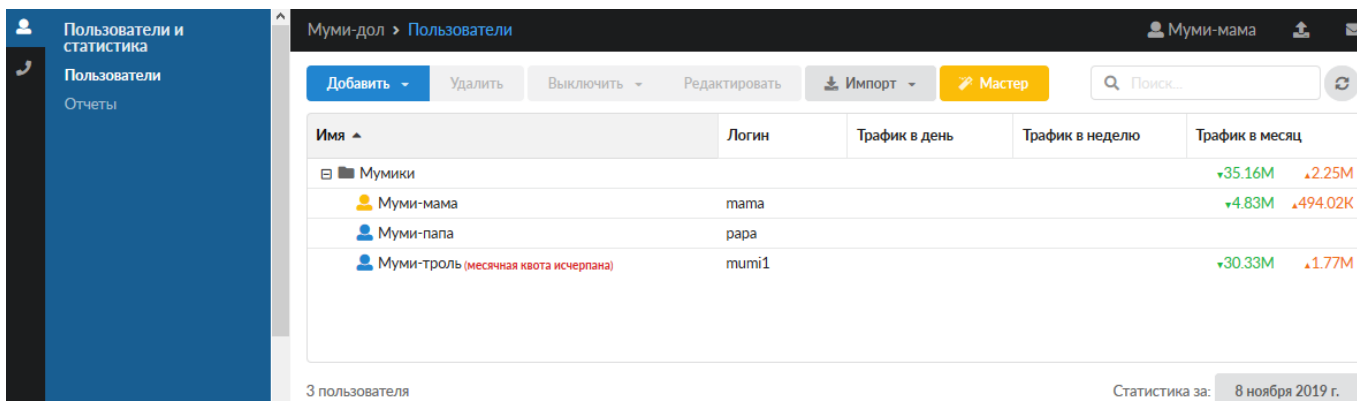 Пользователи и
статистика
Пользователи
Отчеты
Муми-дол > Пользователи
Муми-мама
Добавить
Удалить
Выключить
Редактировать
Импорт
Мастер
Поиск...
Имя Логин Трафик в день Трафик в неделю Трафик в месяц
Мумики ▾35.16M ▴2.25M
Муми-мама mama ▾4.83M ▴494.02K
Муми-папа papa
Муми-троль (месячная квота исчерпана) mumi1 ▾30.33M ▴1.77M
3 пользователя
Статистика за: 8 ноября 2019 г.